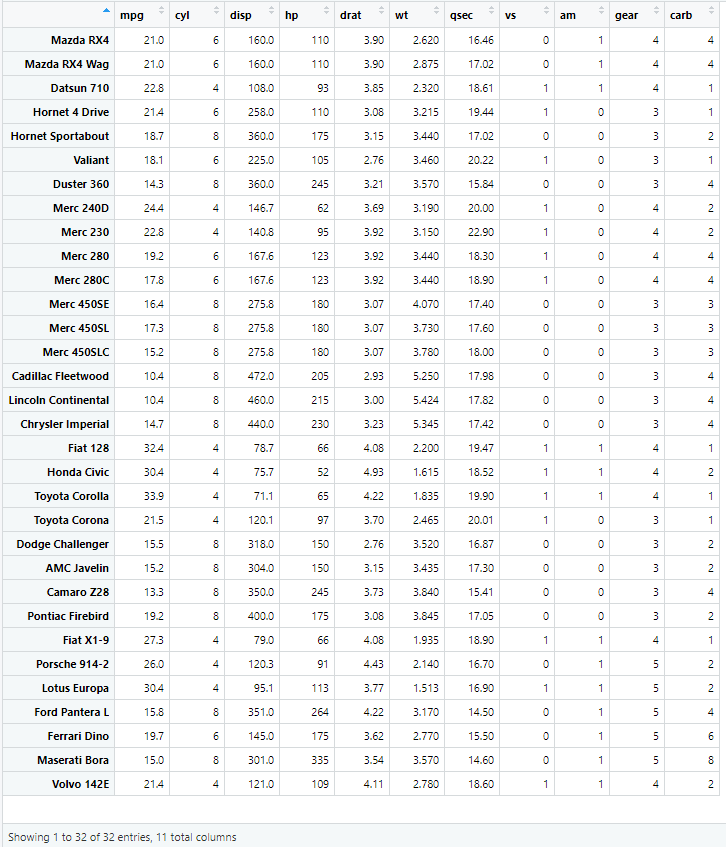 mpg cyl disp hp drat wt qsec vs am gear carb
Mazda RX4 21.0 6 160.0 110 3.90 2.620 16.46 0 1 4 4
Mazda RX4 Wag 21.0 6 160.0 110 3.90 2.875 17.02 0 1 4 4
Datsun 710 22.8 4 108.0 93 3.85 2.320 18.61 1 1 4 1
Hornet 4 Drive 21.4 6 258.0 110 3.08 3.215 19.44 1 0 3 1
Hornet Sportabout 18.7 8 360.0 175 3.15 3.440 17.02 0 0 3 2
Valiant 18.1 6 225.0 105 2.76 3.460 20.22 1 0 3 1
Duster 360 14.3 8 360.0 245 3.21 3.570 15.84 0 0 3 4
Merc 240D 24.4 4 146.7 62 3.69 3.190 20.00 1 0 4 2
Merc 230 22.8 4 140.8 95 3.92 3.150 22.90 1 0 4 2
Merc 280 19.2 6 167.6 123 3.92 3.440 18.30 1 0 4 4
Merc 280C 17.8 6 167.6 123 3.92 3.440 18.90 1 0 4 4
Merc 450SE 16.4 8 275.8 180 3.07 4.070 17.40 0 0 3 3
Merc 450SL 17.3 8 275.8 180 3.07 3.730 17.60 0 0 3 3
Merc 450SLC 15.2 8 275.8 180 3.07 3.780 18.00 0 0 3 3
Cadillac Fleetwood 10.4 8 472.0 205 2.93 5.250 17.98 0 0 3 4
Lincoln Continental 10.4 8 460.0 215 3.00 5.424 17.82 0 0 3 4
Chrysler Imperial 14.7 8 440.0 230 3.23 5.345 17.42 0 0 3 4
Fiat 128 32.4 4 78.7 66 4.08 2.200 19.47 1 1 4 1
Honda Civic 30.4 4 75.7 52 4.93 1.615 18.52 1 1 4 2
Toyota Corolla 33.9 4 71.1 65 4.22 1.835 19.90 1 1 4 1
Toyota Corona 21.5 4 120.1 97 3.70 2.465 20.01 1 0 3 1
Dodge Challenger 15.5 8 318.0 150 2.76 3.520 16.87 0 0 3 2
AMC Javelin 15.2 8 304.0 150 3.15 3.435 17.30 0 0 3 2
Camaro Z28 13.3 8 350.0 245 3.73 3.840 15.41 0 0 3 4
Pontiac Firebird 19.2 8 400.0 175 3.08 3.845 17.05 0 0 3 2
Fiat X1-9 27.3 4 79.0 66 4.08 1.935 18.90 1 1 4 1
Porsche 914-2 26.0 4 120.3 91 4.43 2.140 16.70 0 1 5 2
Lotus Europa 30.4 4 95.1 113 3.77 1.513 16.90 1 1 5 2
Ford Pantera L 15.8 8 351.0 264 4.22 3.170 14.50 0 1 5 4
Ferrari Dino 19.7 6 145.0 175 3.62 2.770 15.50 0 1 5 6
Maserati Bora 15.0 8 301.0 335 3.54 3.570 14.60 0 1 5 8
Volvo 142E 21.4 4 121.0 109 4.11 2.780 18.60 1 1 4 2
Showing 1 to 32 of 32 entries, 11 total columns